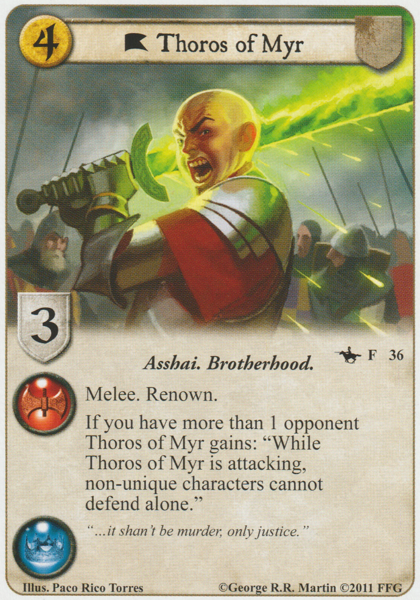 4
Thoros of Myr
3
Asshai. Brotherhood.
F 36
Melee. Renown.
If you have more than 1 opponent
Thoros of Myr gains: “While
Thoros of Myr is attacking,
non-unique characters cannot
defend alone.”
“...it shan’t be murder, only justice.”
Illus. Paco Rico Torres
©George R.R. Martin ©2011 FFG